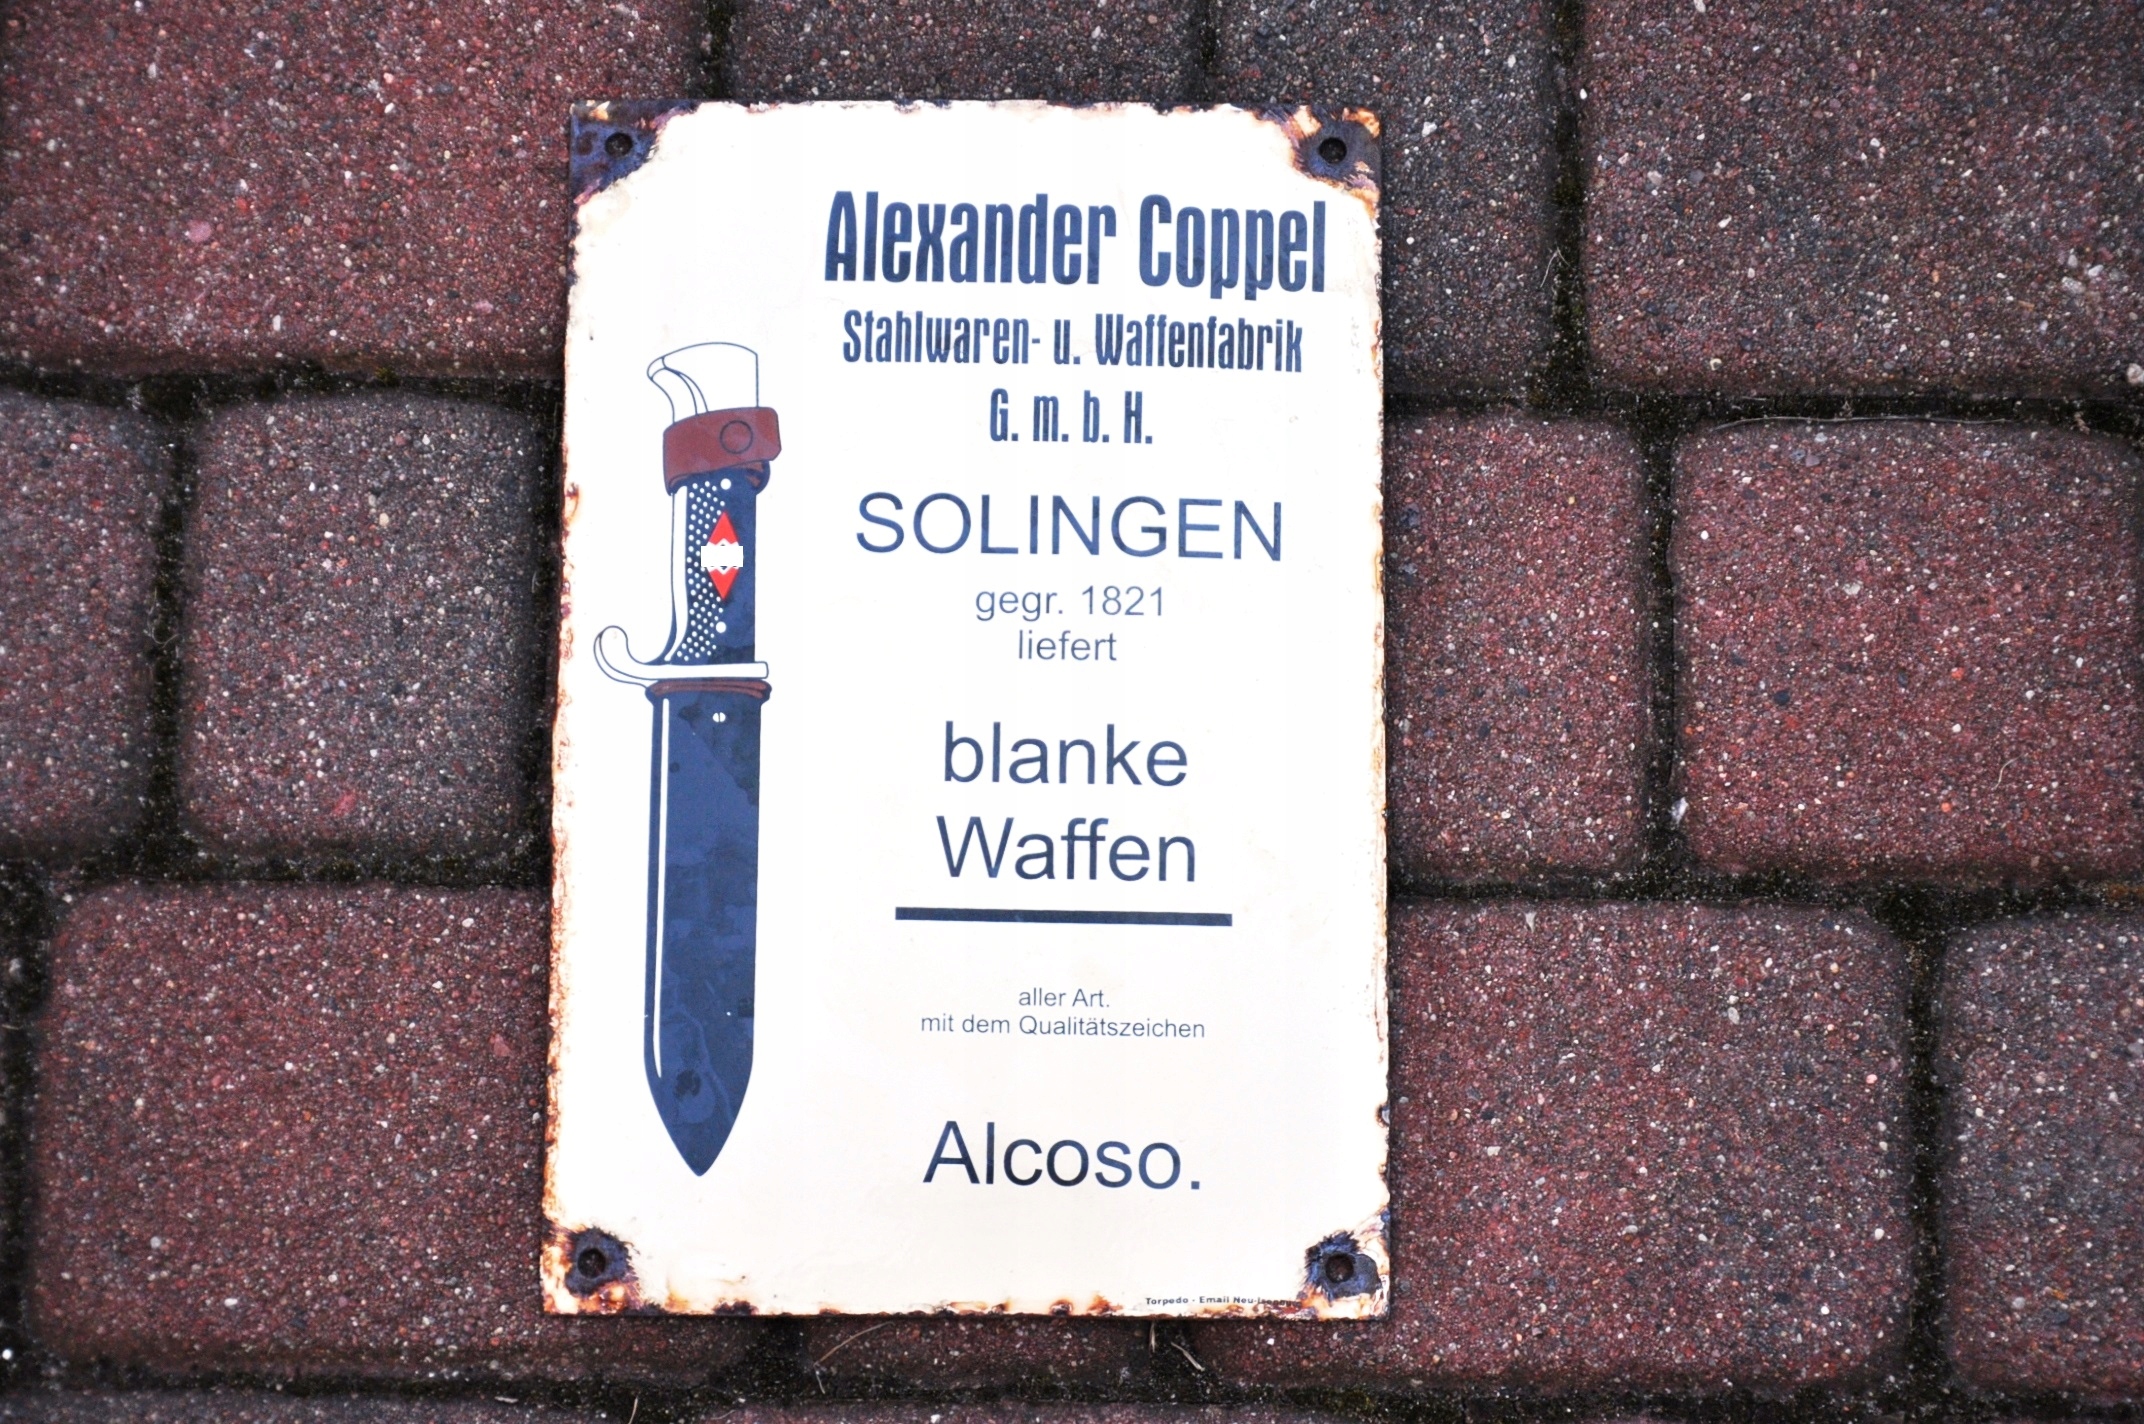 Alexander Coppel
Stahlwaren- u. Waffenfabrik
G. m. b. H.
SOLINGEN
gegr. 1821
liefert
blanke
Waffen
aller Art.
mit dem Qualitätszeichen
Alcoso.
Torpedo - Email